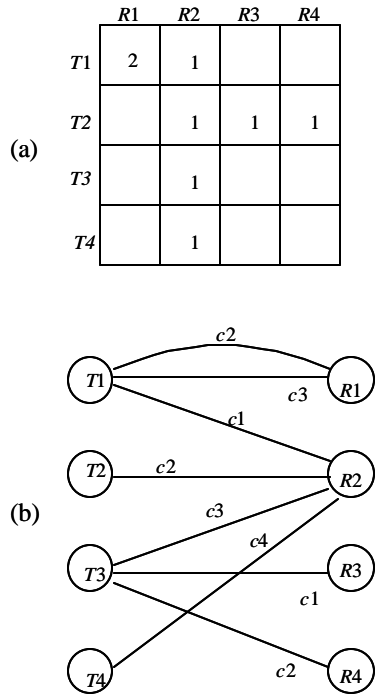 R1 R2 R3 R4
T1 2 1
(a)
T2 1 1 1
T3 1
T4 1
c2
T1 R1
c3
c1
T2 c2 R2
(b)
c3
c4
T3 R3
c1
T4 c2 R4